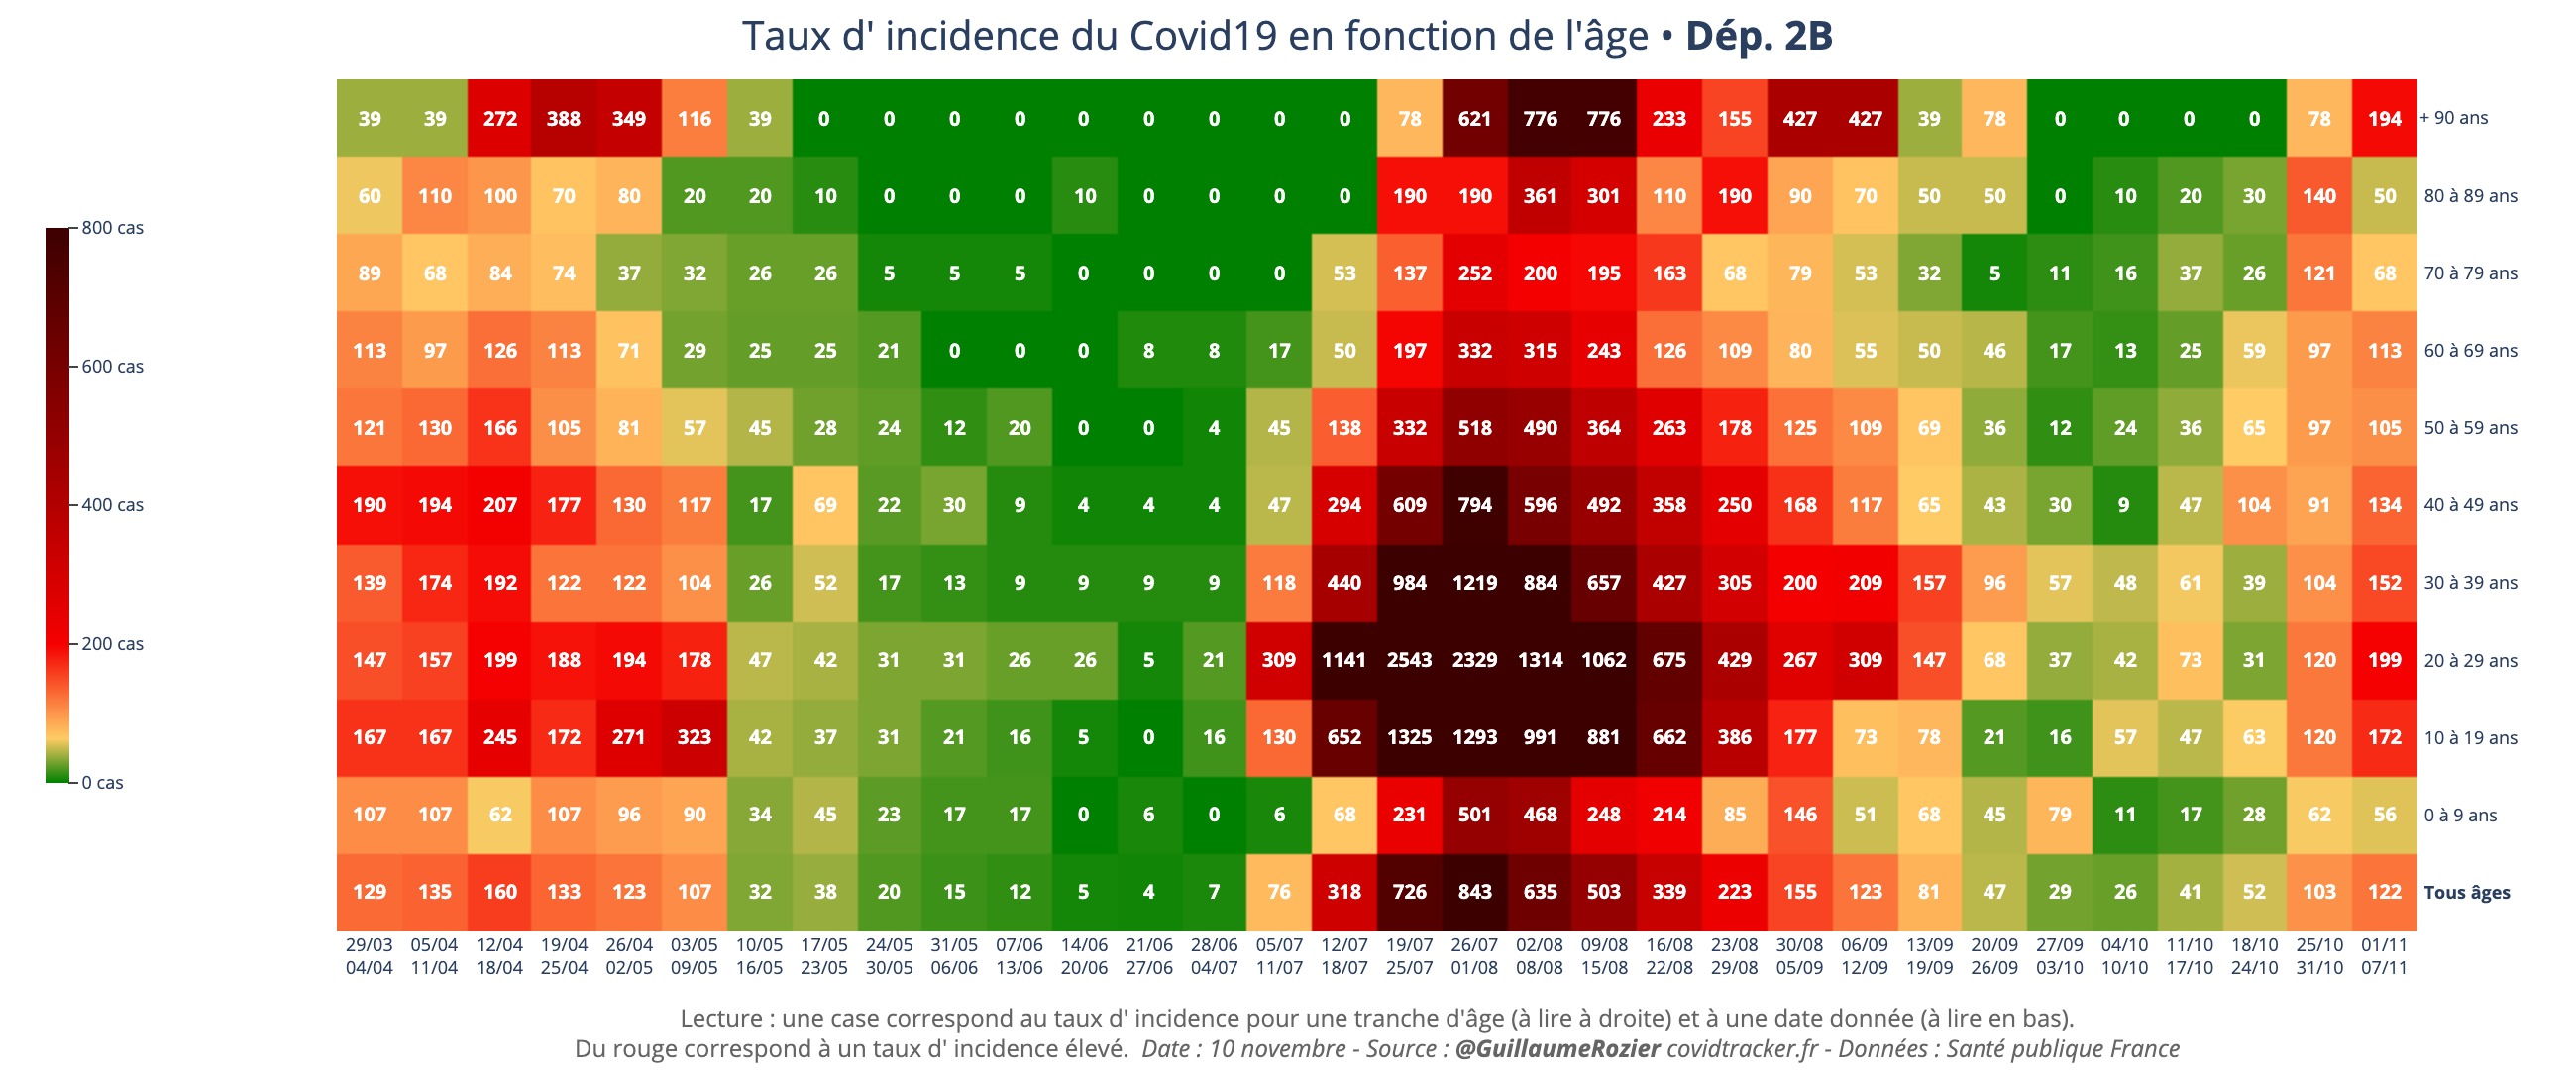 Taux d' incidence du Covid19 en fonction de l'âge • Dép. 2B
39 39 272 388 349 116 39 0 0 0 0 0 0 0 0 0 78 621 776 776 233 155 427 427 39 78 0 0 0 0 78 194 + 90 ans
60 110 100 70 80 20 20 10 0 0 0 10 0 0 0 0 190 190 361 301 110 190 90 70 50 50 0 10 20 30 140 50 80 à 89 ans
800 cas
89 68 84 74 37 32 26 26 5 5 5 0 0 0 0 53 137 252 200 195 163 68 79 53 32 5 11 16 37 26 121 68 70 à 79 ans
113 97 126 113 71 29 25 25 21 0 0 0 8 8 17 50 197 332 315 243 126 109 80 55 50 46 17 13 25 59 97 113 60 à 69 ans
600 cas
121 130 166 105 81 57 45 28 24 12 20 0 0 4 45 138 332 518 490 364 263 178 125 109 69 36 12 24 36 65 97 105 50 à 59 ans
400 cas
190 194 207 177 130 117 17 69 22 30 9 4 4 4 47 294 609 794 596 492 358 250 168 117 65 43 30 9 47 104 91 134 40 à 49 ans
139 174 192 122 122 104 26 52 17 13 9 9 9 9 118 440 984 1219 884 657 427 305 200 209 157 96 57 48 61 39 104 152 30 à 39 ans
200 cas
147 157 199 188 194 178 47 42 31 31 26 26 5 21 309 1141 2543 2329 1314 1062 675 429 267 309 147 68 37 42 73 31 120 199 20 à 29 ans
167 167 245 172 271 323 42 37 31 21 16 5 0 16 130 652 1325 1293 991 881 662 386 177 73 78 21 16 57 47 63 120 172 10 à 19 ans
0 cas
107 107 62 107 96 90 34 45 23 17 17 0 6 0 6 68 231 501 468 248 214 85 146 51 68 45 79 11 17 28 62 56 0 à 9 ans
129 135 160 133 123 107 32 38 20 15 12 5 4 7 76 318 726 843 635 503 339 223 155 123 81 47 29 26 41 52 103 122 Tous âges
29/03 05/04 12/04 19/04 26/04 03/05 10/05 17/05 24/05 31/05 07/06 14/06 21/06 28/06 05/07 12/07 19/07 26/07 02/08 09/08 16/08 23/08 30/08 06/09 13/09 20/09 27/09 04/10 11/10 18/10 25/10 01/11
04/04 11/04 18/04 25/04 02/05 09/05 16/05 23/05 30/05 06/06 13/06 20/06 27/06 04/07 11/07 18/07 25/07 01/08 08/08 15/08 22/08 29/08 05/09 12/09 19/09 26/09 03/10 10/10 17/10 24/10 31/10 07/11
Lecture : une case correspond au taux d' incidence pour une tranche d'âge (à lire à droite) et à une date donnée (à lire en bas).
Du rouge correspond à un taux d' incidence élevé. Date : 10 novembre - Source : @GuillaumeRozier covidtracker.fr - Données : Santé publique France